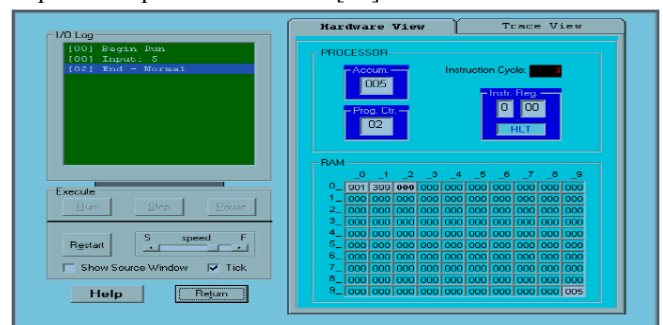 I/O Log
[00] Begin Run
[00] Input: 5
[02] End - Normal
Execute
Run Step Pause
Restart
S speed F
Show Source Window Tick
Help Return
Hardware View Trace View
PROCESSOR
Accum.
005
Instruction Cycle:
Prog. Ctr.
02
Instr. Reg.
0 00
HLT
RAM
_0 _1 _2 _3 _4 _5 _6 _7 _8 _9
0_ 901 399 000 000 000 000 000 000 000 000
1_ 000 000 000 000 000 000 000 000 000 000
2_ 000 000 000 000 000 000 000 000 000 000
3_ 000 000 000 000 000 000 000 000 000 000
4_ 000 000 000 000 000 000 000 000 000 000
5_ 000 000 000 000 000 000 000 000 000 000
6_ 000 000 000 000 000 000 000 000 000 000
7_ 000 000 000 000 000 000 000 000 000 000
8_ 000 000 000 000 000 000 000 000 000 000
9_ 000 000 000 000 000 000 000 000 000 005